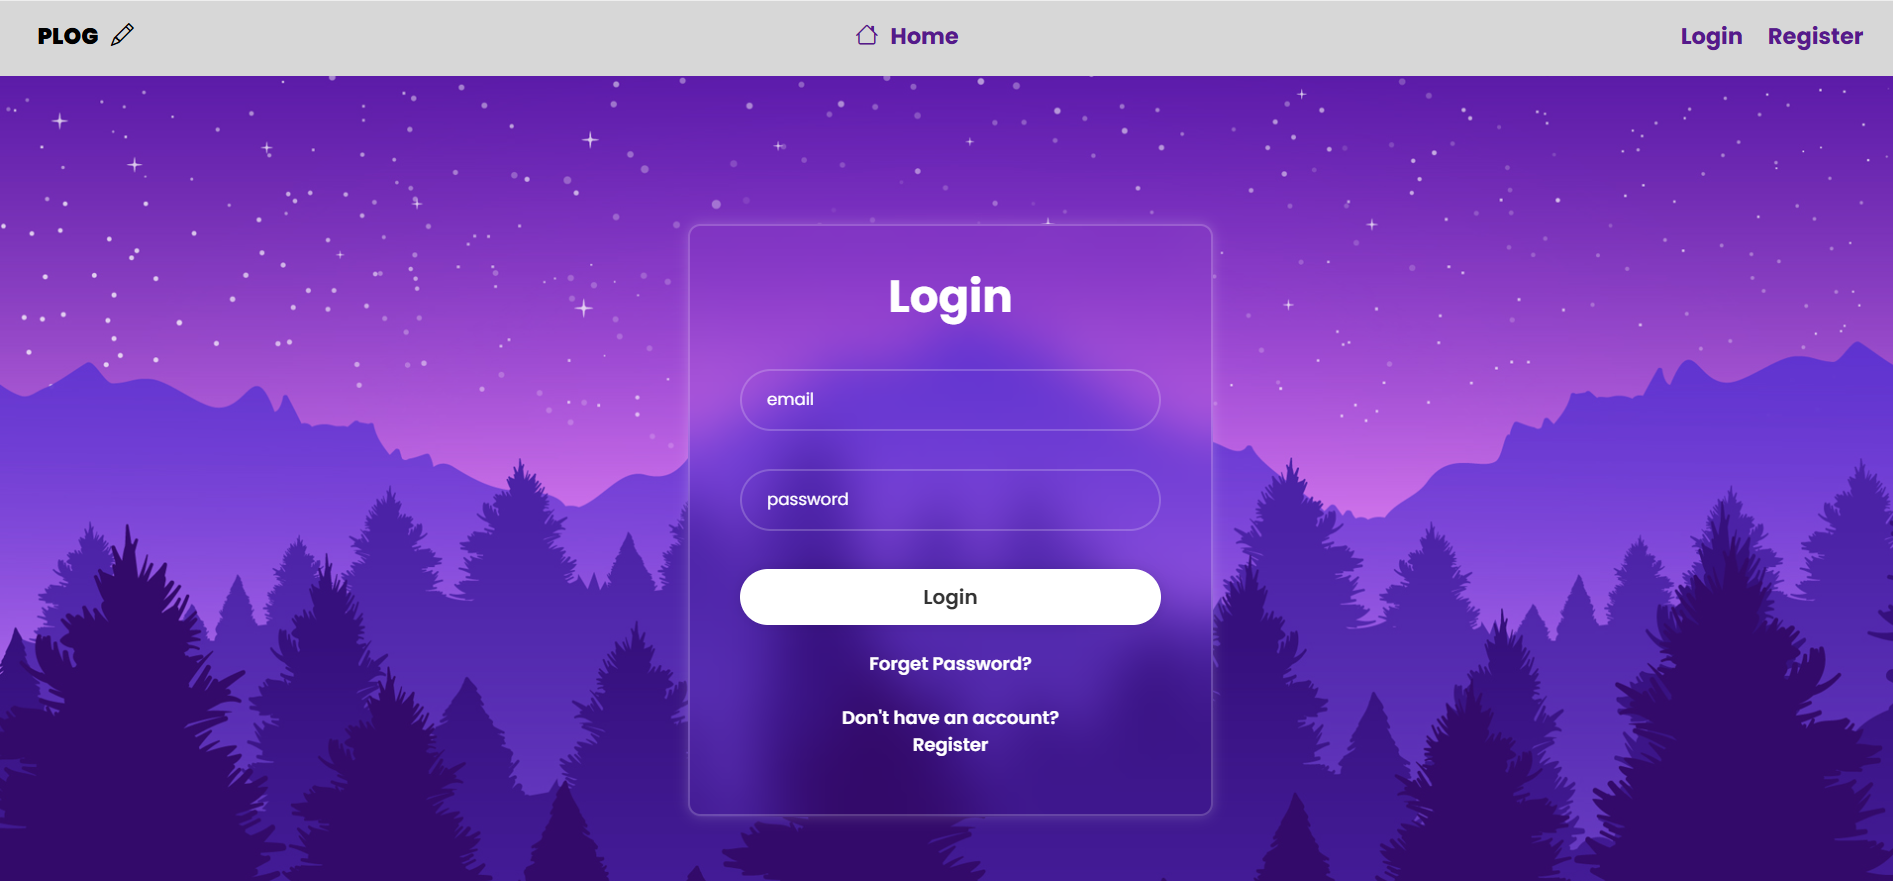 PLOG
Home
Login Register
Login
email
password
Login
Forget Password?
Don't have an account?
Register